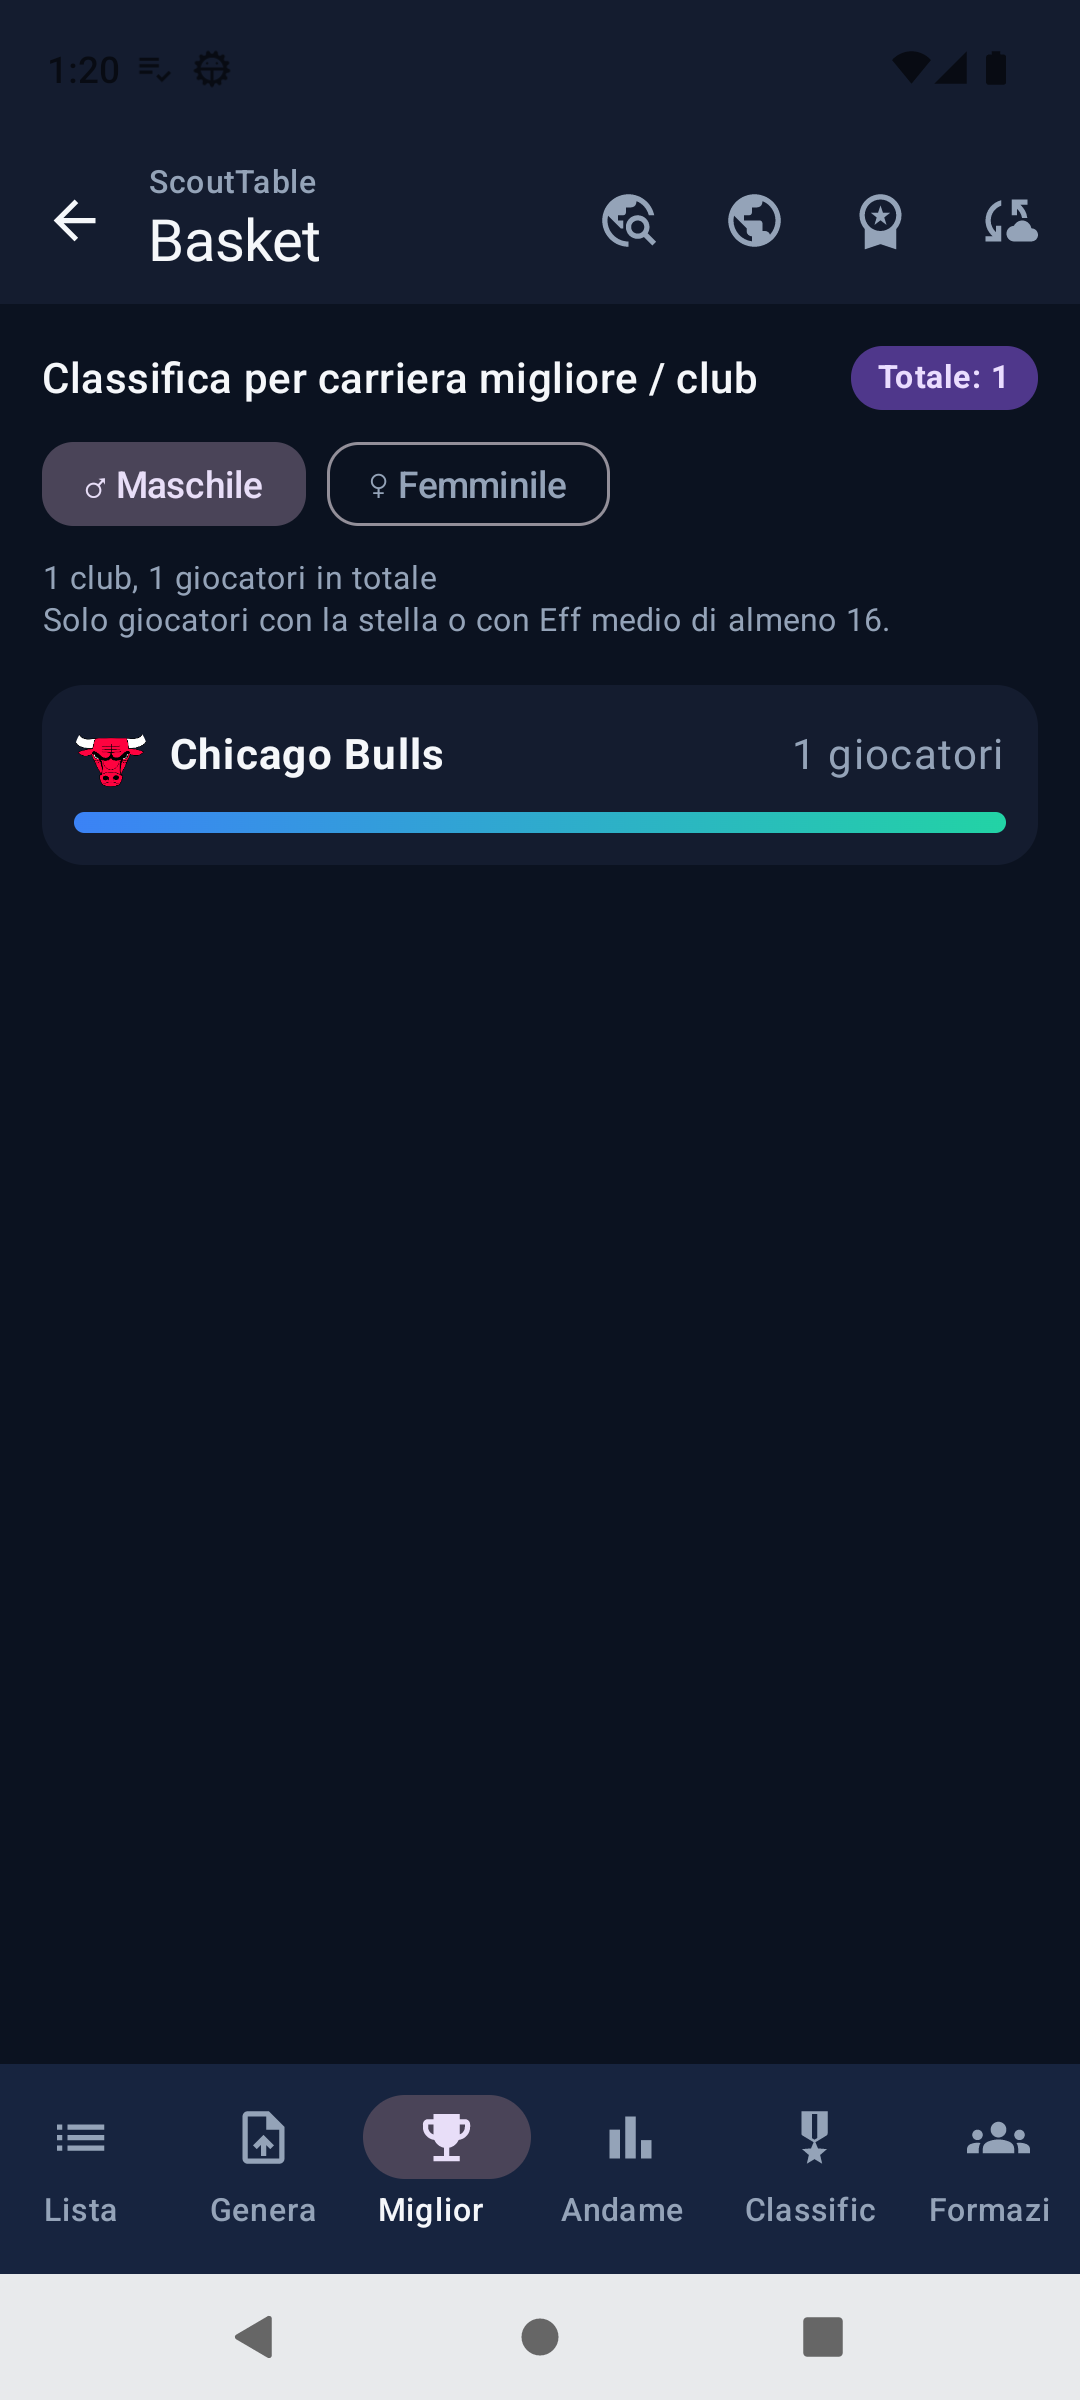 1:20
ScoutTable
Basket
Classifica per carriera migliore / club
Totale: 1
♂ Maschile
♀ Femminile
1 club, 1 giocatori in totale
Solo giocatori con la stella o con Eff medio di almeno 16.
Chicago Bulls
1 giocatori
Lista
Genera
Miglior
Andame
Classific
Formazi